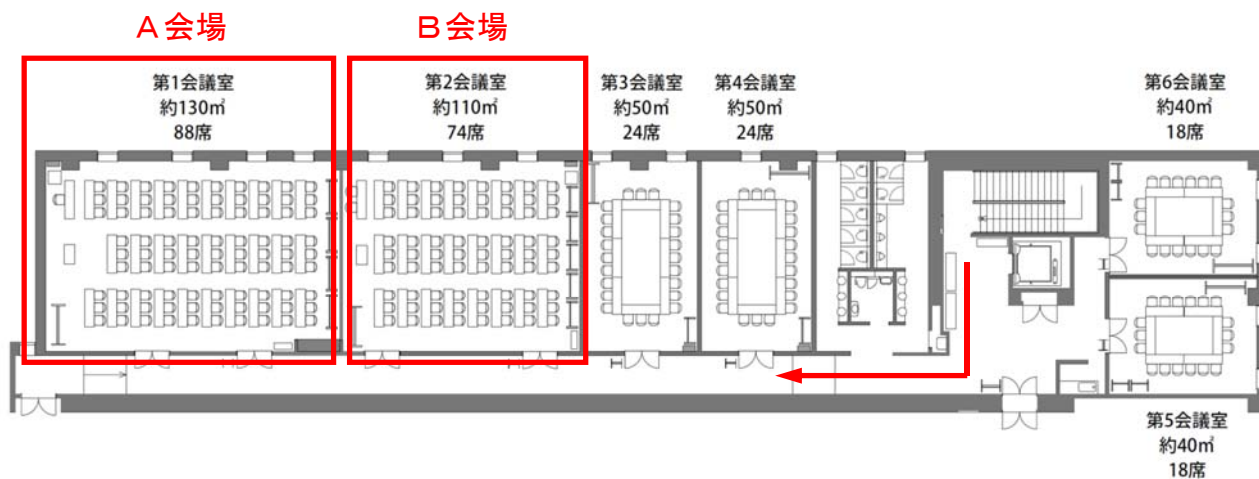 A会場
B会場
第1会議室
約130㎡
88席
第2会議室
約110㎡
74席
第3会議室
約50㎡
24席
第4会議室
約50㎡
24席
第6会議室
約40㎡
18席
第5会議室
約40㎡
18席